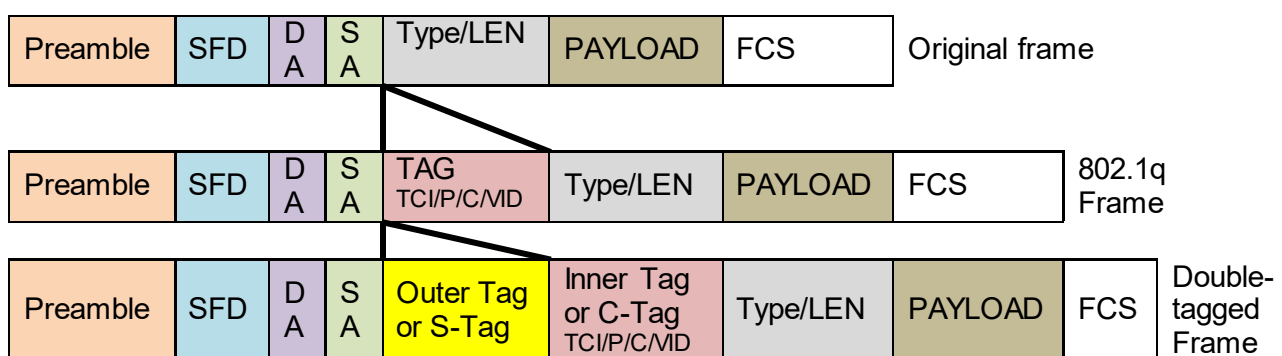 Preamble SFD D A S A Type/LEN PAYLOAD FCS Original frame
Preamble SFD D A S A TAG TCI/P/C/VID Type/LEN PAYLOAD FCS 802.1q Frame
Preamble SFD D A S A Outer Tag or S-Tag Inner Tag or C-Tag TCI/P/C/VID Type/LEN PAYLOAD FCS Double-tagged Frame